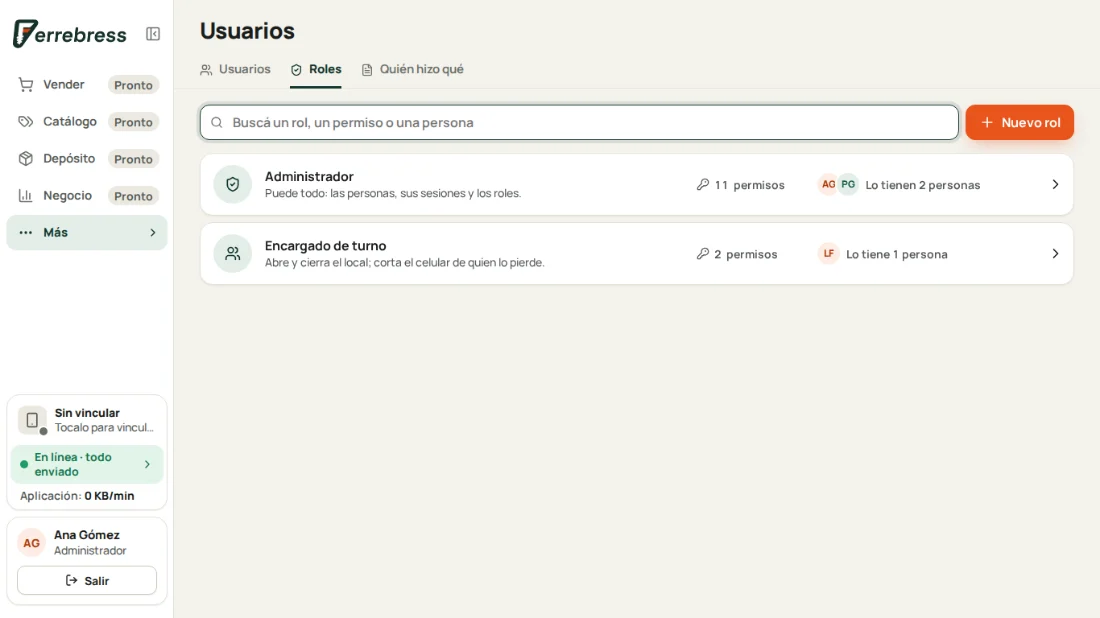 Ferrebress
Vender Pronto
Catálogo Pronto
Depósito Pronto
Negocio Pronto
Más
Sin vincular
Tocalo para vincul…
En línea · todo
enviado
Aplicación: 0 KB/min
AG
Ana Gómez
Administrador
Salir
Usuarios
Usuarios Roles Quién hizo qué
Buscá un rol, un permiso o una persona
Nuevo rol
Administrador
Puede todo: las personas, sus sesiones y los roles.
11 permisos
AG PG Lo tienen 2 personas
Encargado de turno
Abre y cierra el local; corta el celular de quien lo pierde.
2 permisos
LF Lo tiene 1 persona